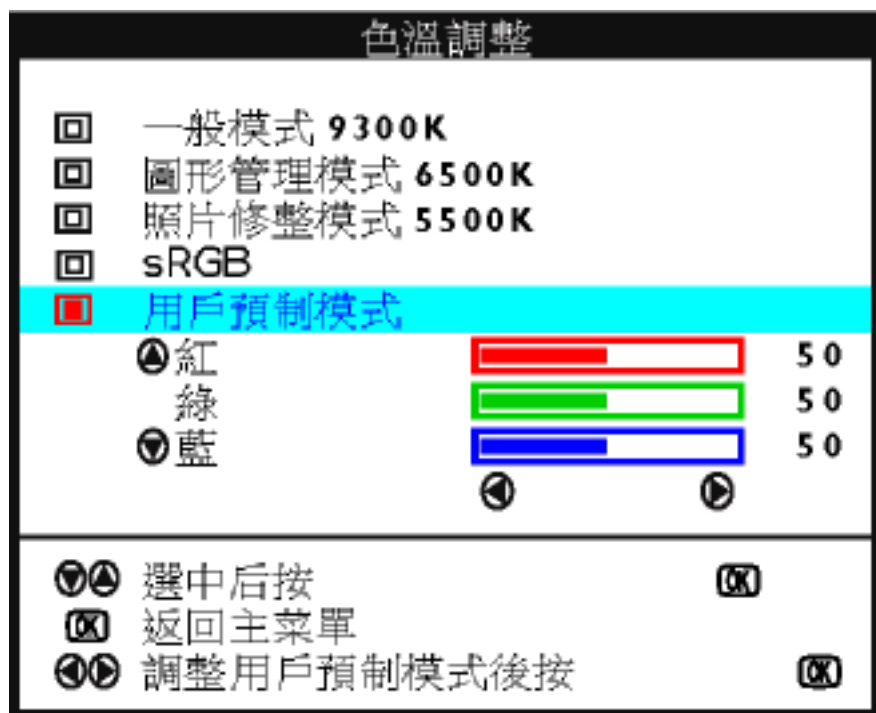 色溫調整
一般模式 9300K
圖形管理模式 6500K
照片修整模式 5500K
sRGB
用戶預制模式
紅 50
綠 50
藍 50
選中后按 OK
OK 返回主菜單
調整用戶預制模式後按 OK